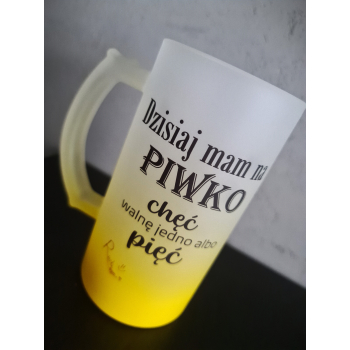 Dzisiaj mam na
PIWKO
chęć
walnę jedno albo
pięć